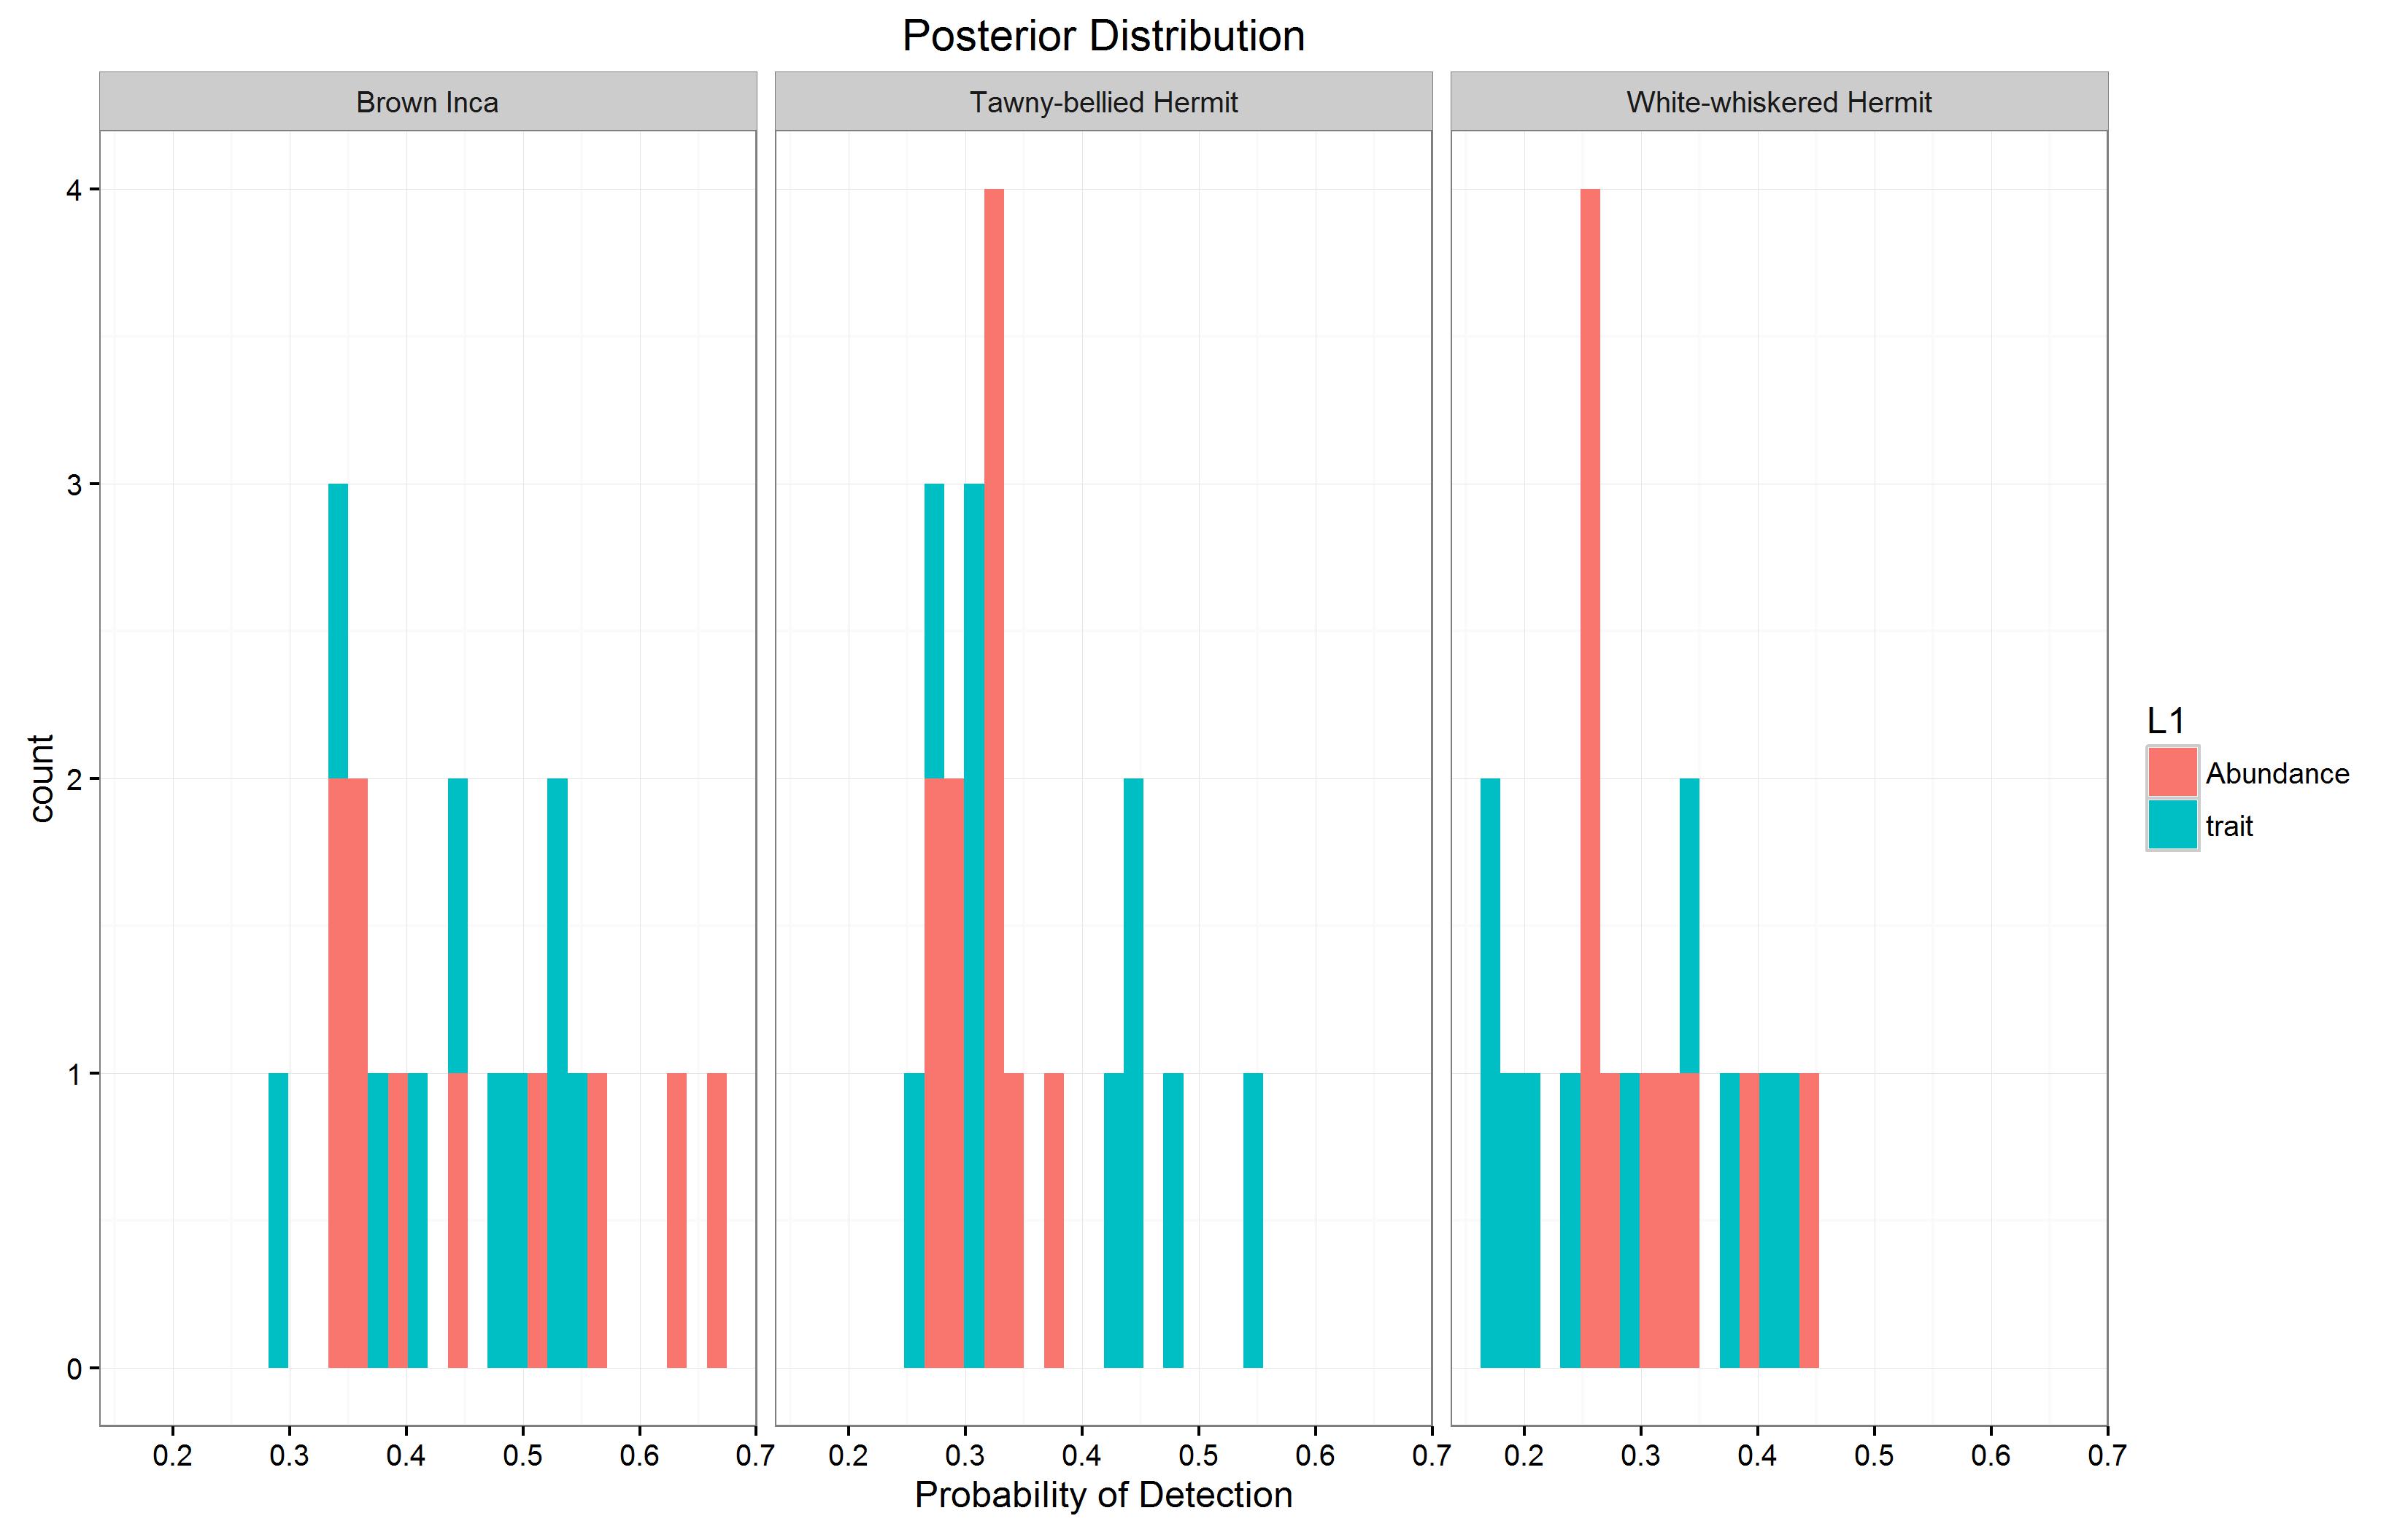 Posterior Distribution
Brown Inca
Tawny-bellied Hermit
White-whiskered Hermit
4
3
2
1
0
count
0.2 0.3 0.4 0.5 0.6 0.7
0.2 0.3 0.4 0.5 0.6 0.7
0.2 0.3 0.4 0.5 0.6 0.7
Probability of Detection
L1
Abundance
trait